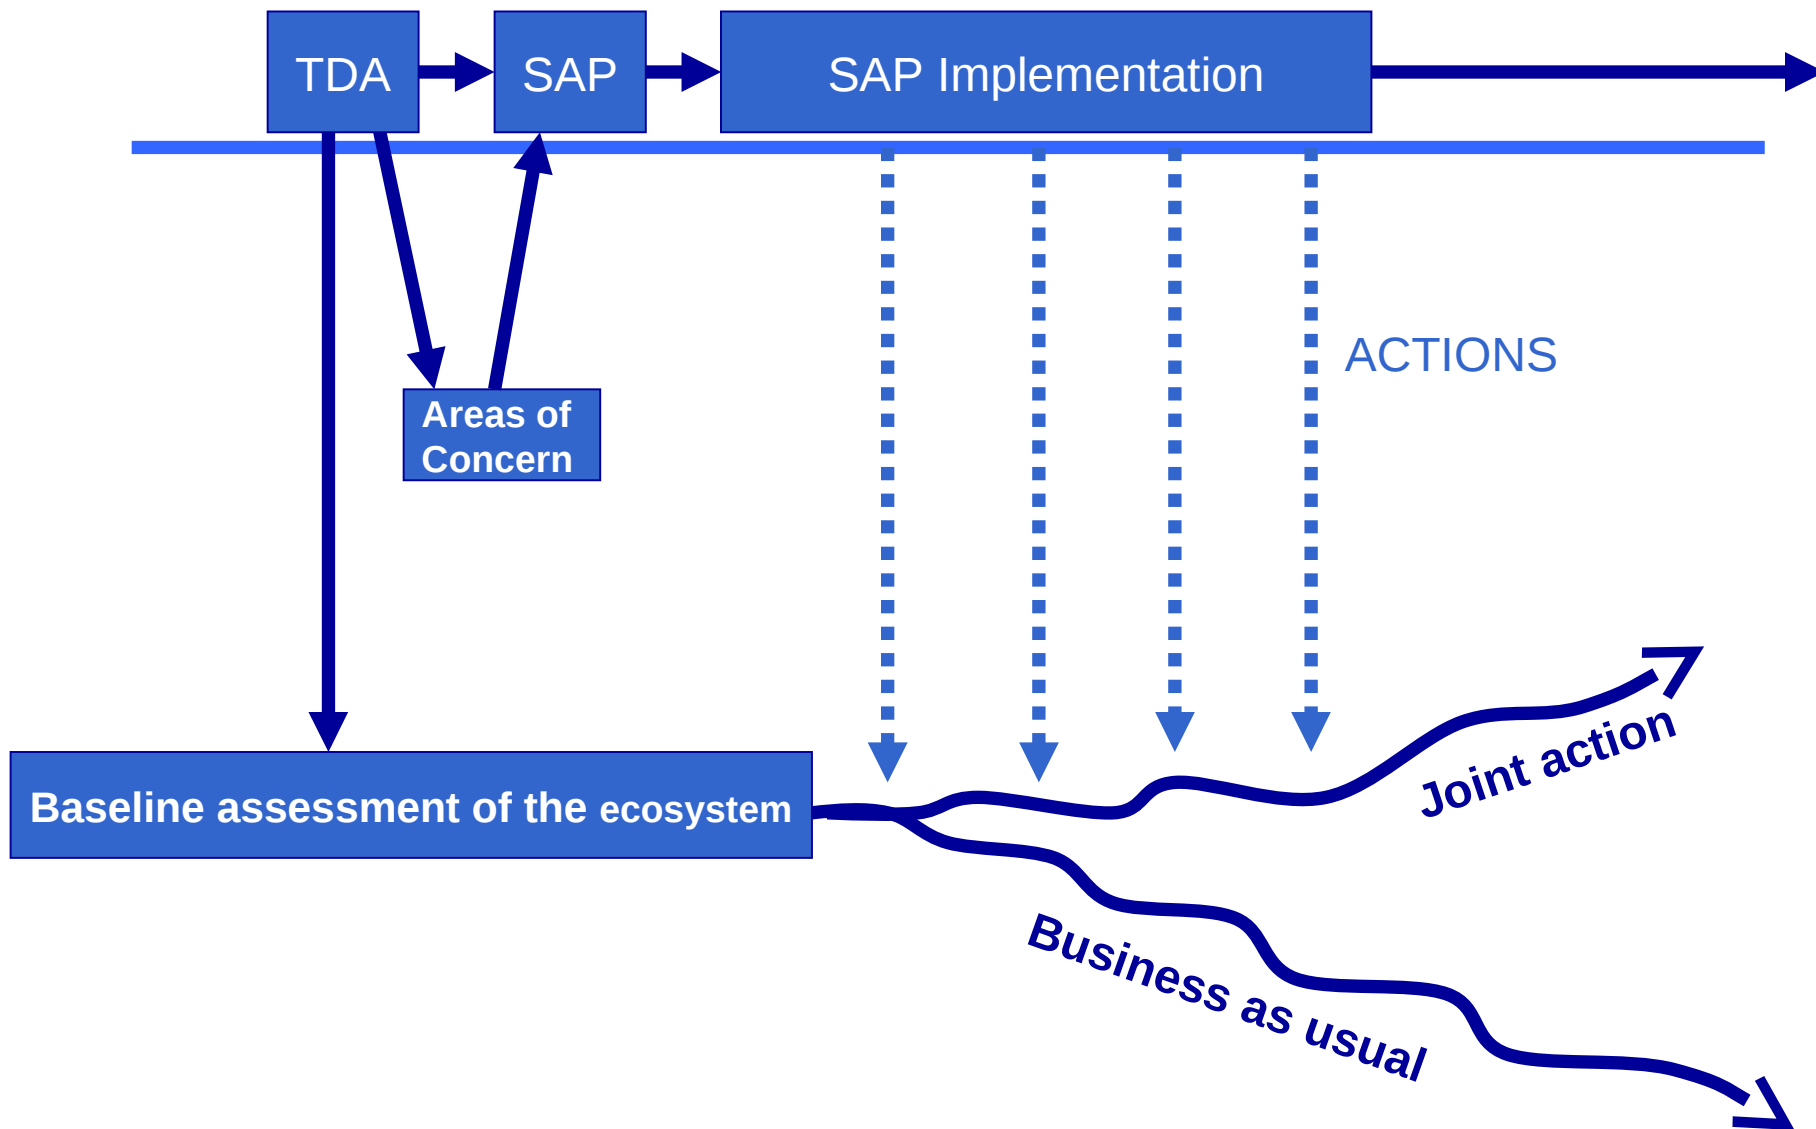 TDA
SAP
SAP Implementation
ACTIONS
Areas of
Concern
Joint action
Baseline assessment of the ecosystem
Business as usual